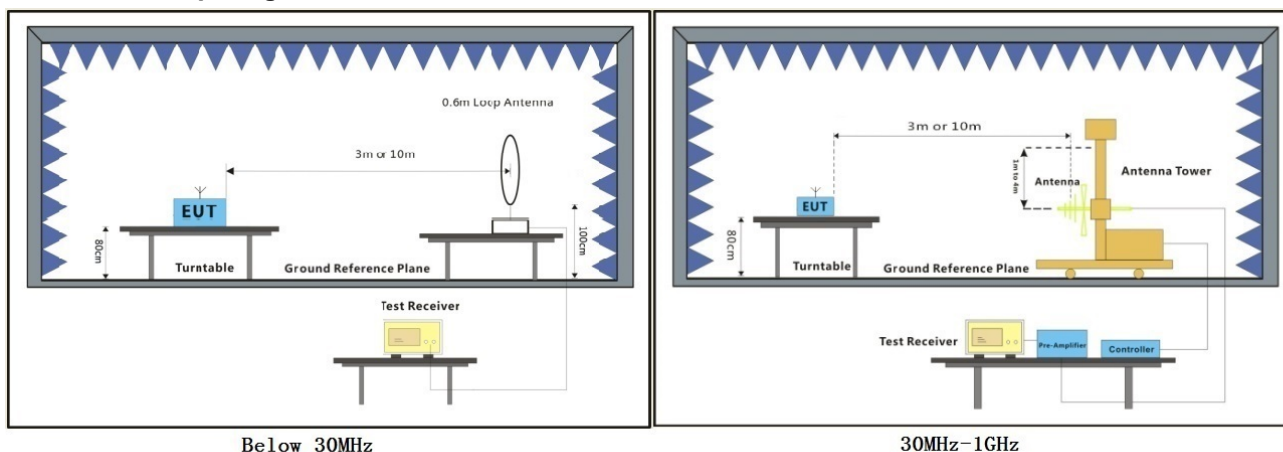 0.6m Loop Antenna
3m or 10m
EUT
80cm
100cm
Turntable
Ground Reference Plane
Test Receiver
Below 30MHz
3m or 10m
1m to 4m
Antenna
Antenna Tower
EUT
80cm
Turntable
Ground Reference Plane
Test Receiver
Pre-Amplifier
Controller
30MHz-1GHz